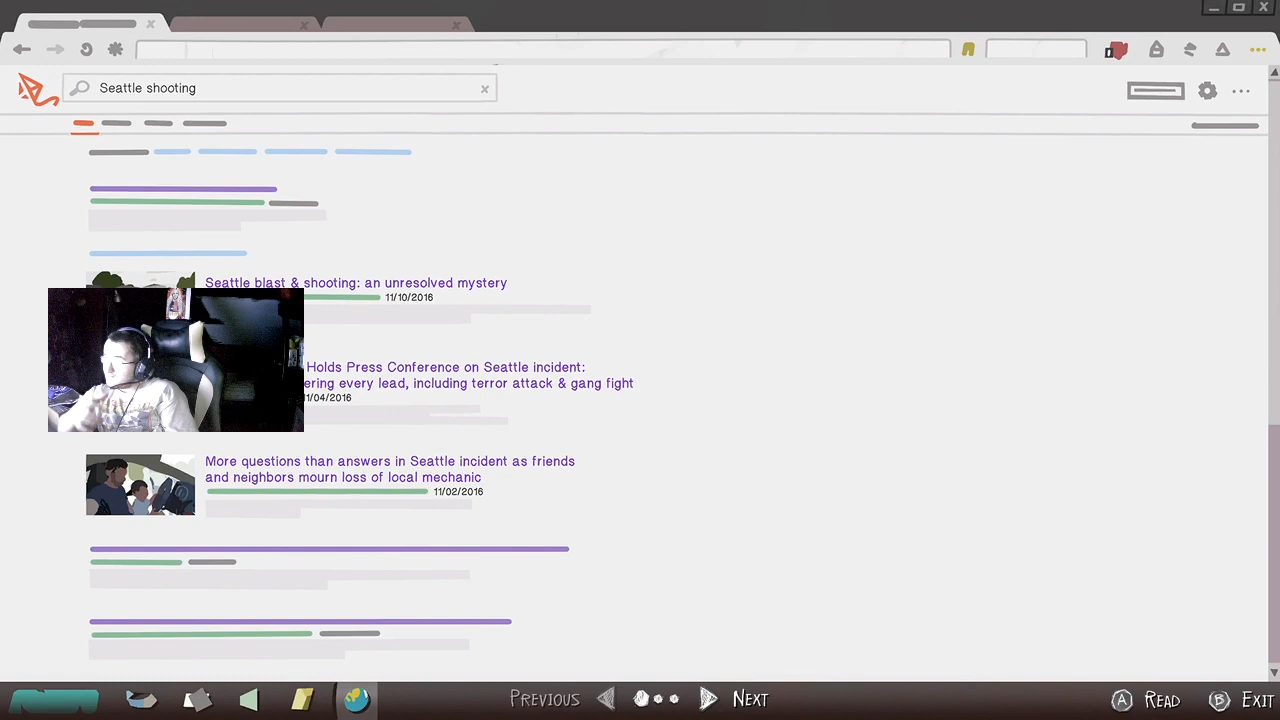 Seattle shooting
Seattle blast & shooting: an unresolved mystery
11/10/2016
Holds Press Conference on Seattle incident:
every lead, including terror attack & gang fight
11/04/2016
More questions than answers in Seattle incident as friends
and neighbors mourn loss of local mechanic
11/02/2016
PREVIOUS NEXT A READ B EXIT